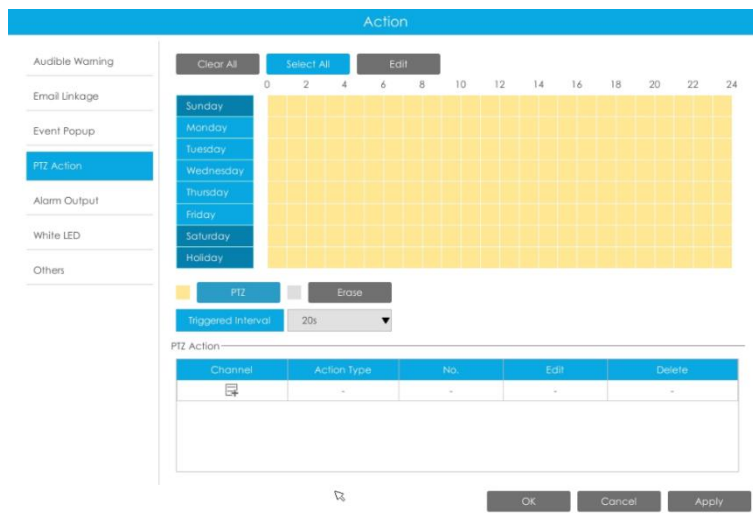 Action
Audible Warning
Email Linkage
Event Popup
PTZ Action
Alarm Output
White LED
Others
Clear All Select All Edit
0 2 4 6 8 10 12 14 16 18 20 22 24
Sunday
Monday
Tuesday
Wednesday
Thursday
Friday
Saturday
Holiday
PTZ Erase
Triggered Interval 20s
PTZ Action
Channel Action Type No. Edit Delete
- - - -
OK Cancel Apply